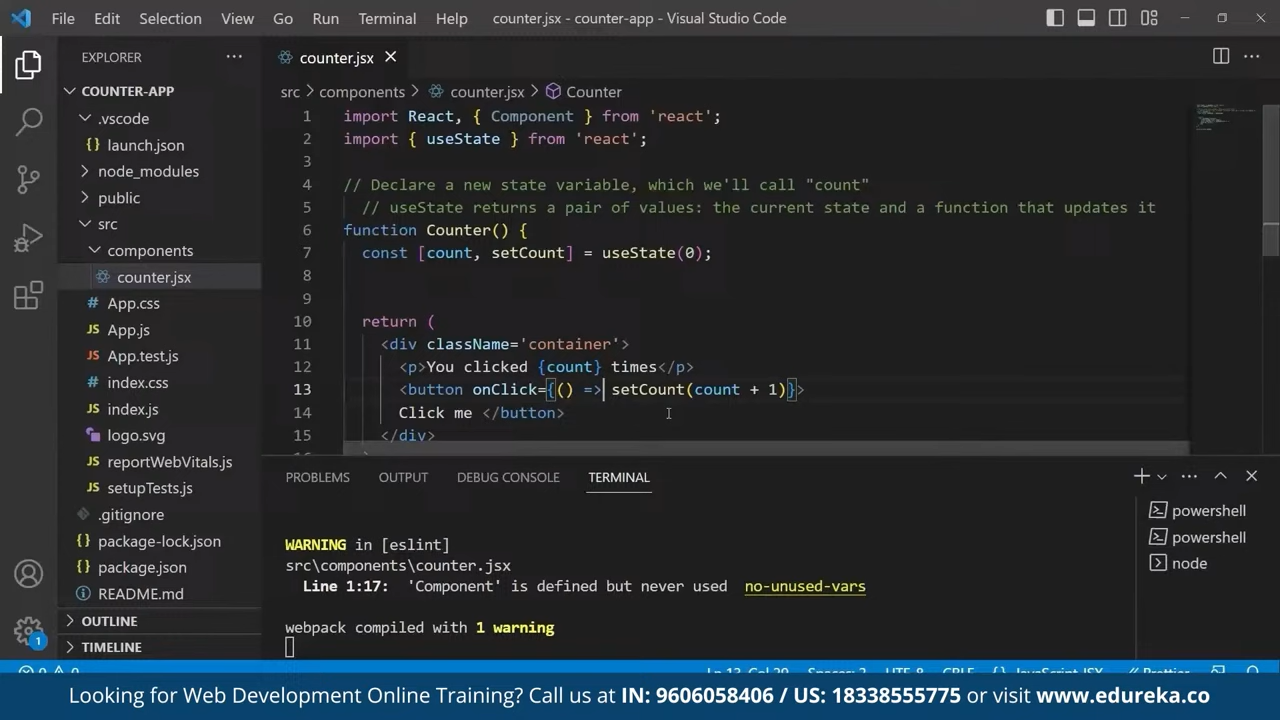 File Edit Selection View Go Run Terminal Help counter.jsx - counter-app - Visual Studio Code
EXPLORER
COUNTER-APP
.vscode
launch.json
node_modules
public
src
components
counter.jsx
App.css
App.js
App.test.js
index.css
index.js
logo.svg
reportWebVitals.js
setupTests.js
.gitignore
package-lock.json
package.json
README.md
OUTLINE
TIMELINE
1
counter.jsx
src > components > counter.jsx > Counter
1 import React, { Component } from 'react';
2 import { useState } from 'react';
3
4 // Declare a new state variable, which we'll call "count"
5 // useState returns a pair of values: the current state and a function that updates it
6 function Counter() {
7 const [count, setCount] = useState(0);
8
9
10 return (
11 <div className='container'>
12 <p>You clicked {count} times</p>
13 <button onClick={() => setCount(count + 1)}>
14 Click me </button>
15 </div>
PROBLEMS OUTPUT DEBUG CONSOLE TERMINAL
WARNING in [eslint]
src\components\counter.jsx
Line 1:17: 'Component' is defined but never used no-unused-vars
webpack compiled with 1 warning
powershell
powershell
node
Looking for Web Development Online Training? Call us at IN: 9606058406 / US: 18338555775 or visit www.edureka.co